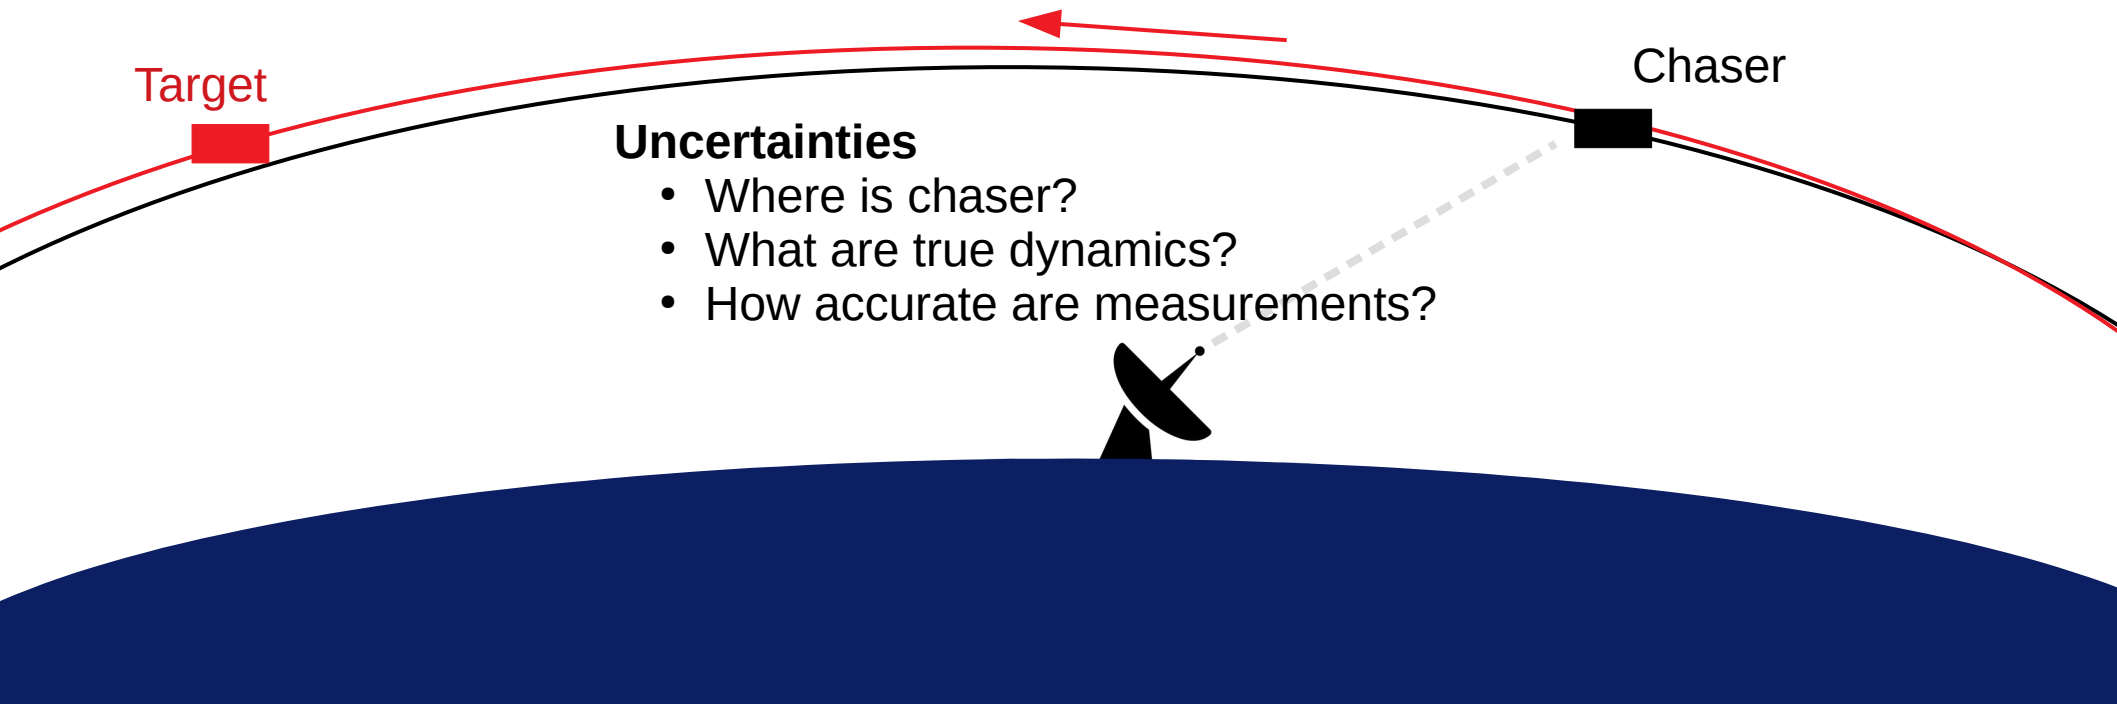 Target
Chaser
Uncertainties
• Where is chaser?
• What are true dynamics?
• How accurate are measurements?